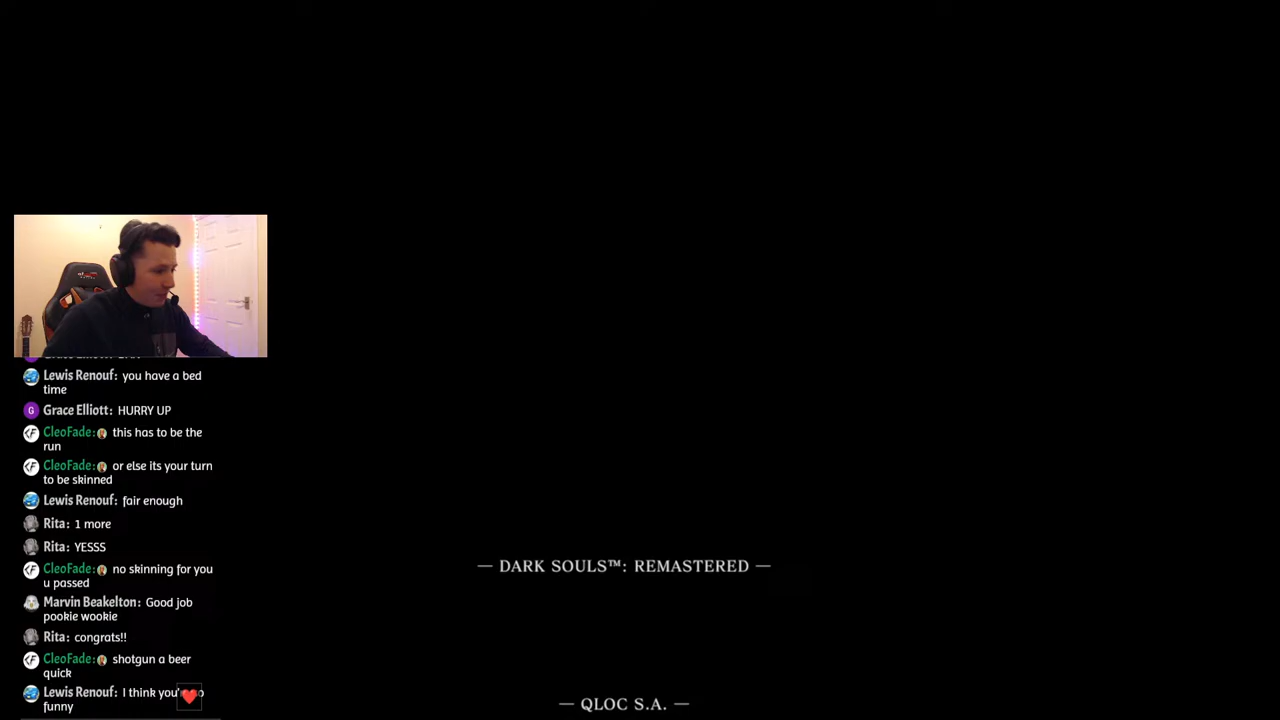 Lewis Renouf: you have a bed
time
G Grace Elliott: HURRY UP
CleoFade: this has to be the
run
CleoFade: or else its your turn
to be skinned
Lewis Renouf: fair enough
Rita: 1 more
Rita: YESSS
CleoFade: no skinning for you
u passed
Marvin Beakelton: Good job
pookie wookie
Rita: congrats!!
CleoFade: shotgun a beer
quick
Lewis Renouf: I think
funny
— DARK SOULS™: REMASTERED —
— QLOC S.A. —